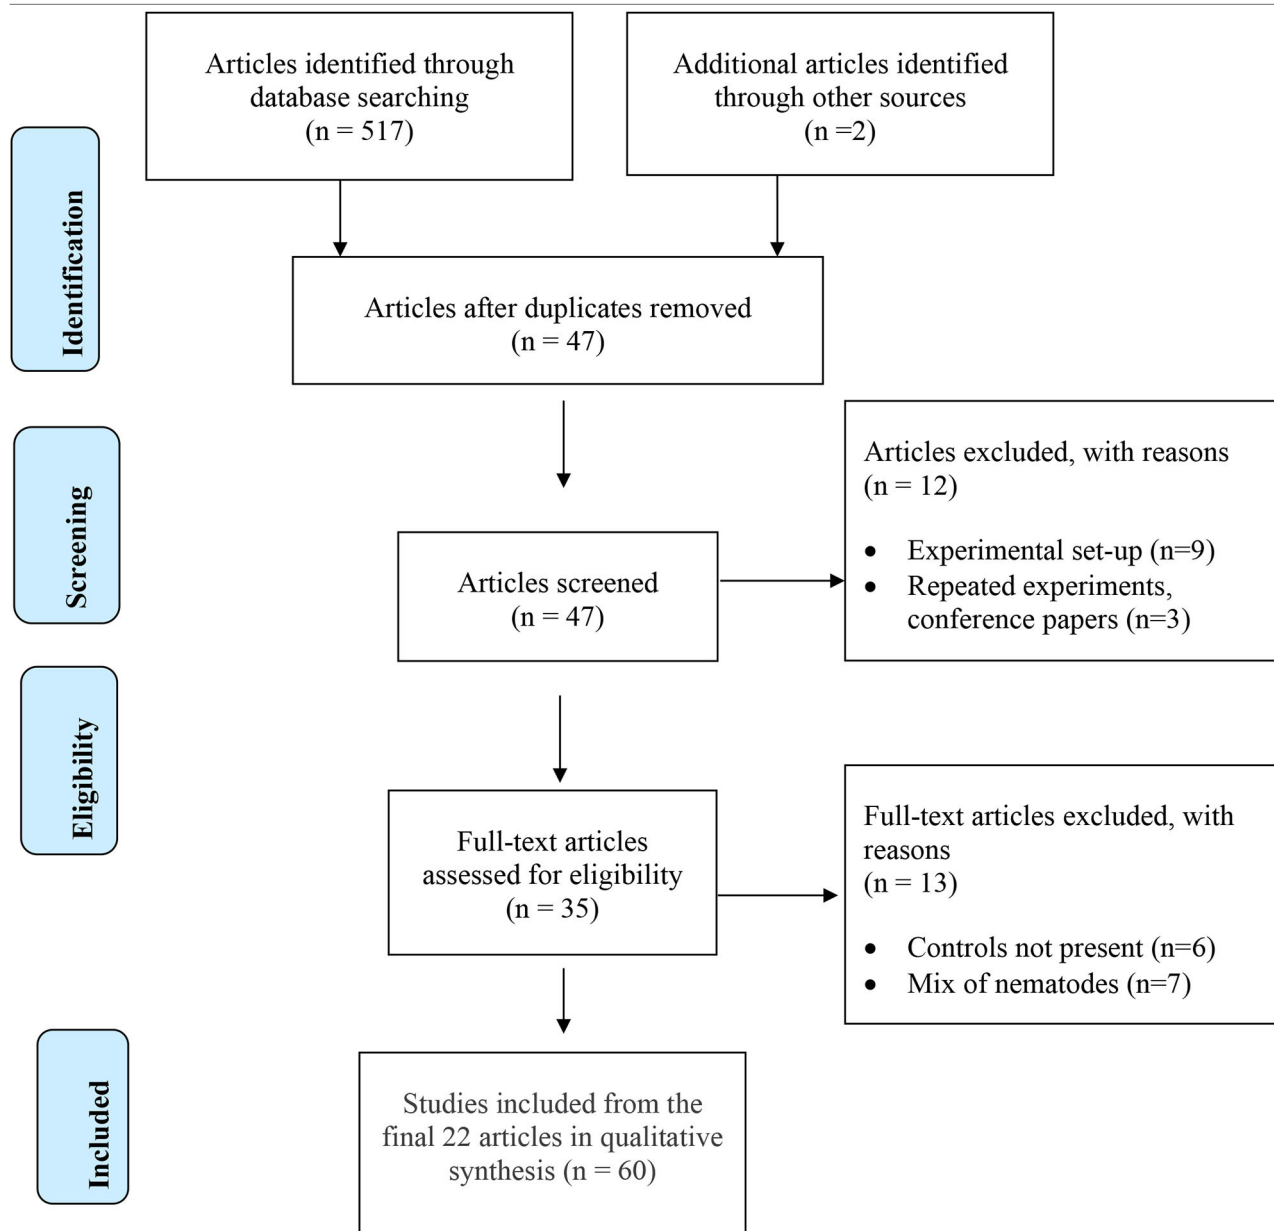 Articles identified through
database searching
(n = 517)
Additional articles identified
through other sources
(n =2)
Identification
Articles after duplicates removed
(n = 47)
Screening
Articles screened
(n = 47)
Articles excluded, with reasons
(n = 12)
• Experimental set-up (n=9)
• Repeated experiments,
conference papers (n=3)
Eligibility
Full-text articles
assessed for eligibility
(n = 35)
Full-text articles excluded, with
reasons
(n = 13)
• Controls not present (n=6)
• Mix of nematodes (n=7)
Included
Studies included from the
final 22 articles in qualitative
synthesis (n = 60)